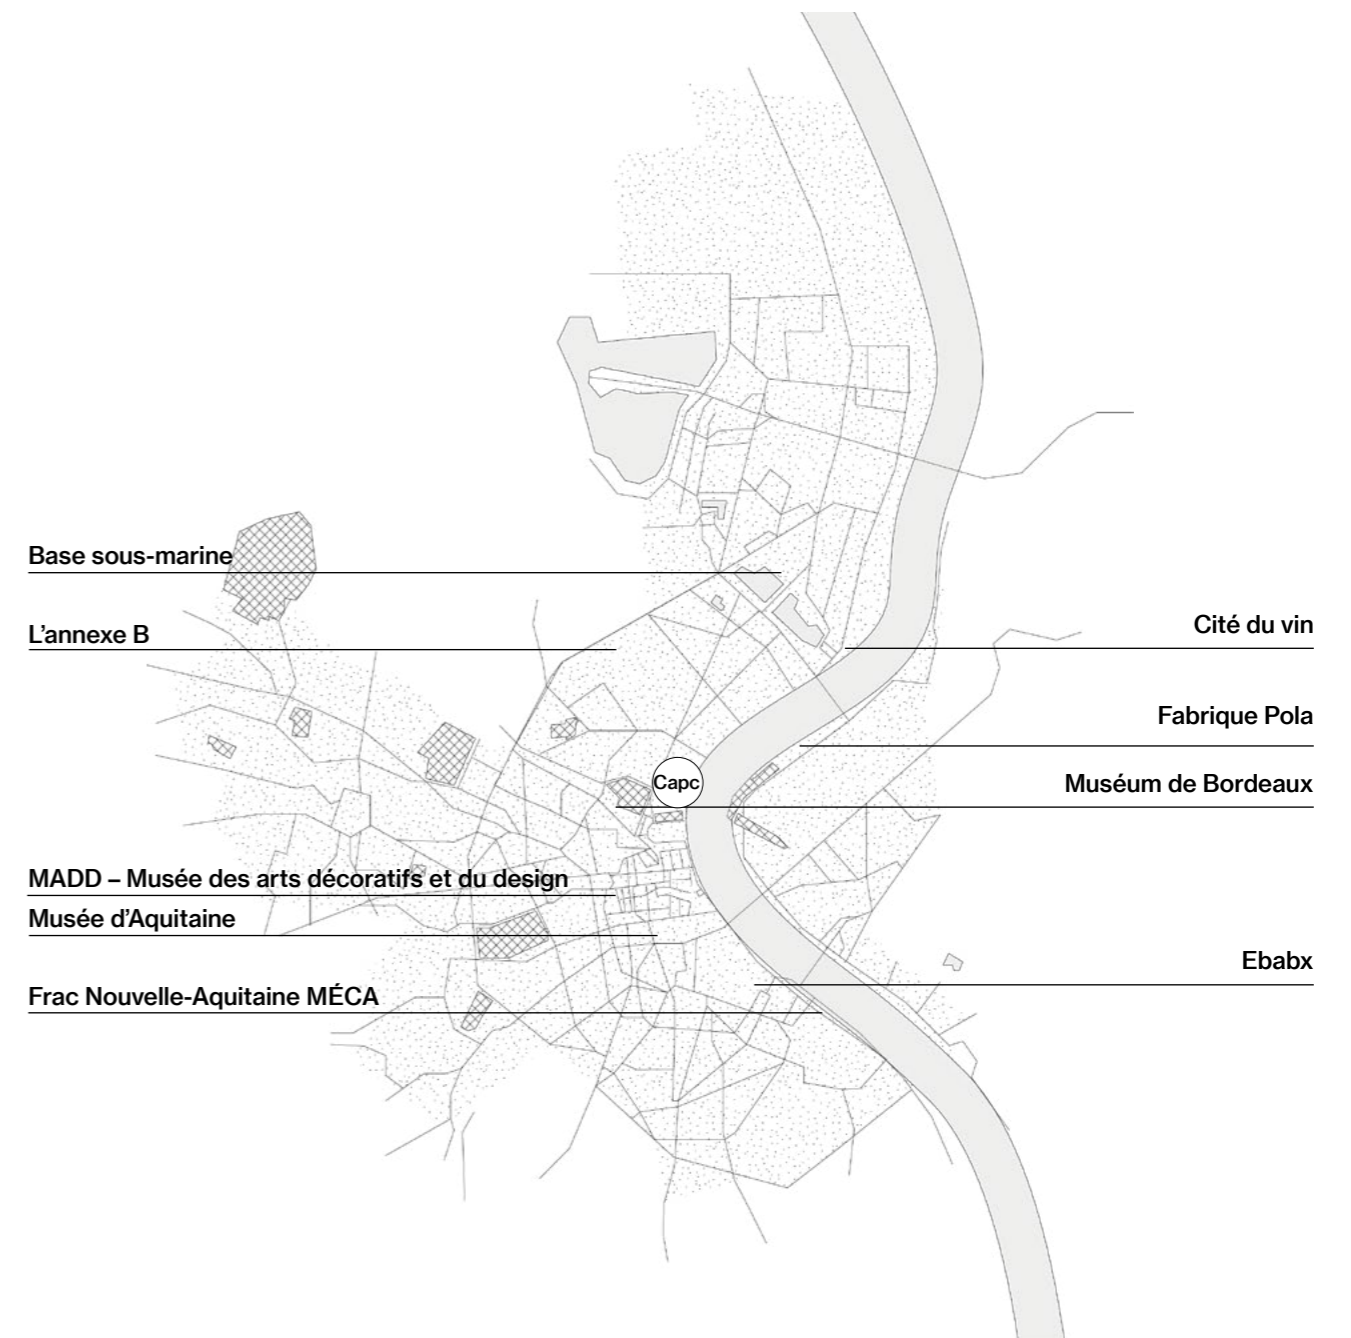 Base sous-marine
L’annexe B
Cité du vin
Fabrique Pola
Capc
Muséum de Bordeaux
MADD – Musée des arts décoratifs et du design
Musée d’Aquitaine
Ebabx
Frac Nouvelle-Aquitaine MÉCA